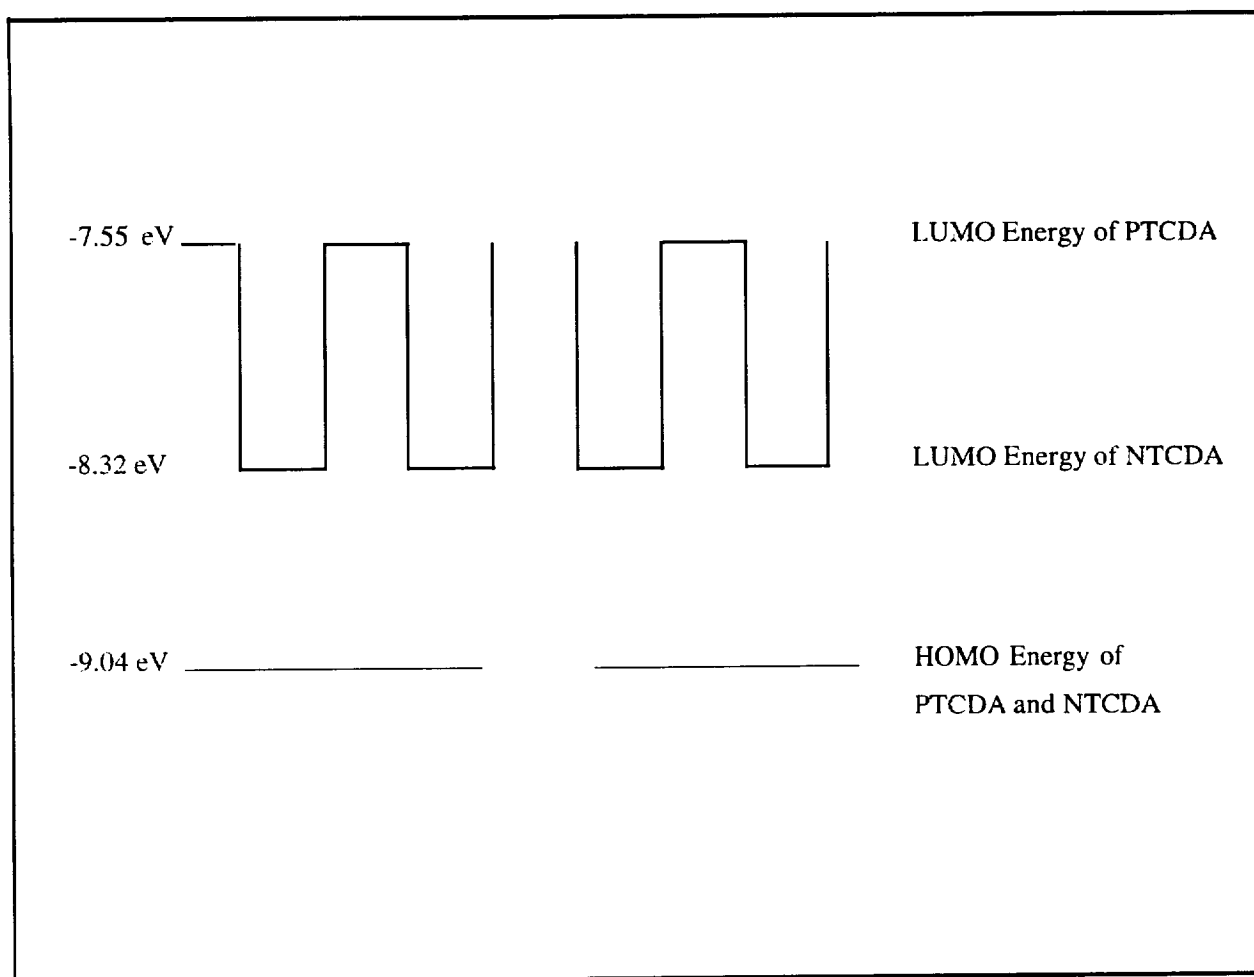 -7.55 eV
LUMO Energy of PTCDA
-8.32 eV
LUMO Energy of NTCDA
-9.04 eV
HOMO Energy of
PTCDA and NTCDA